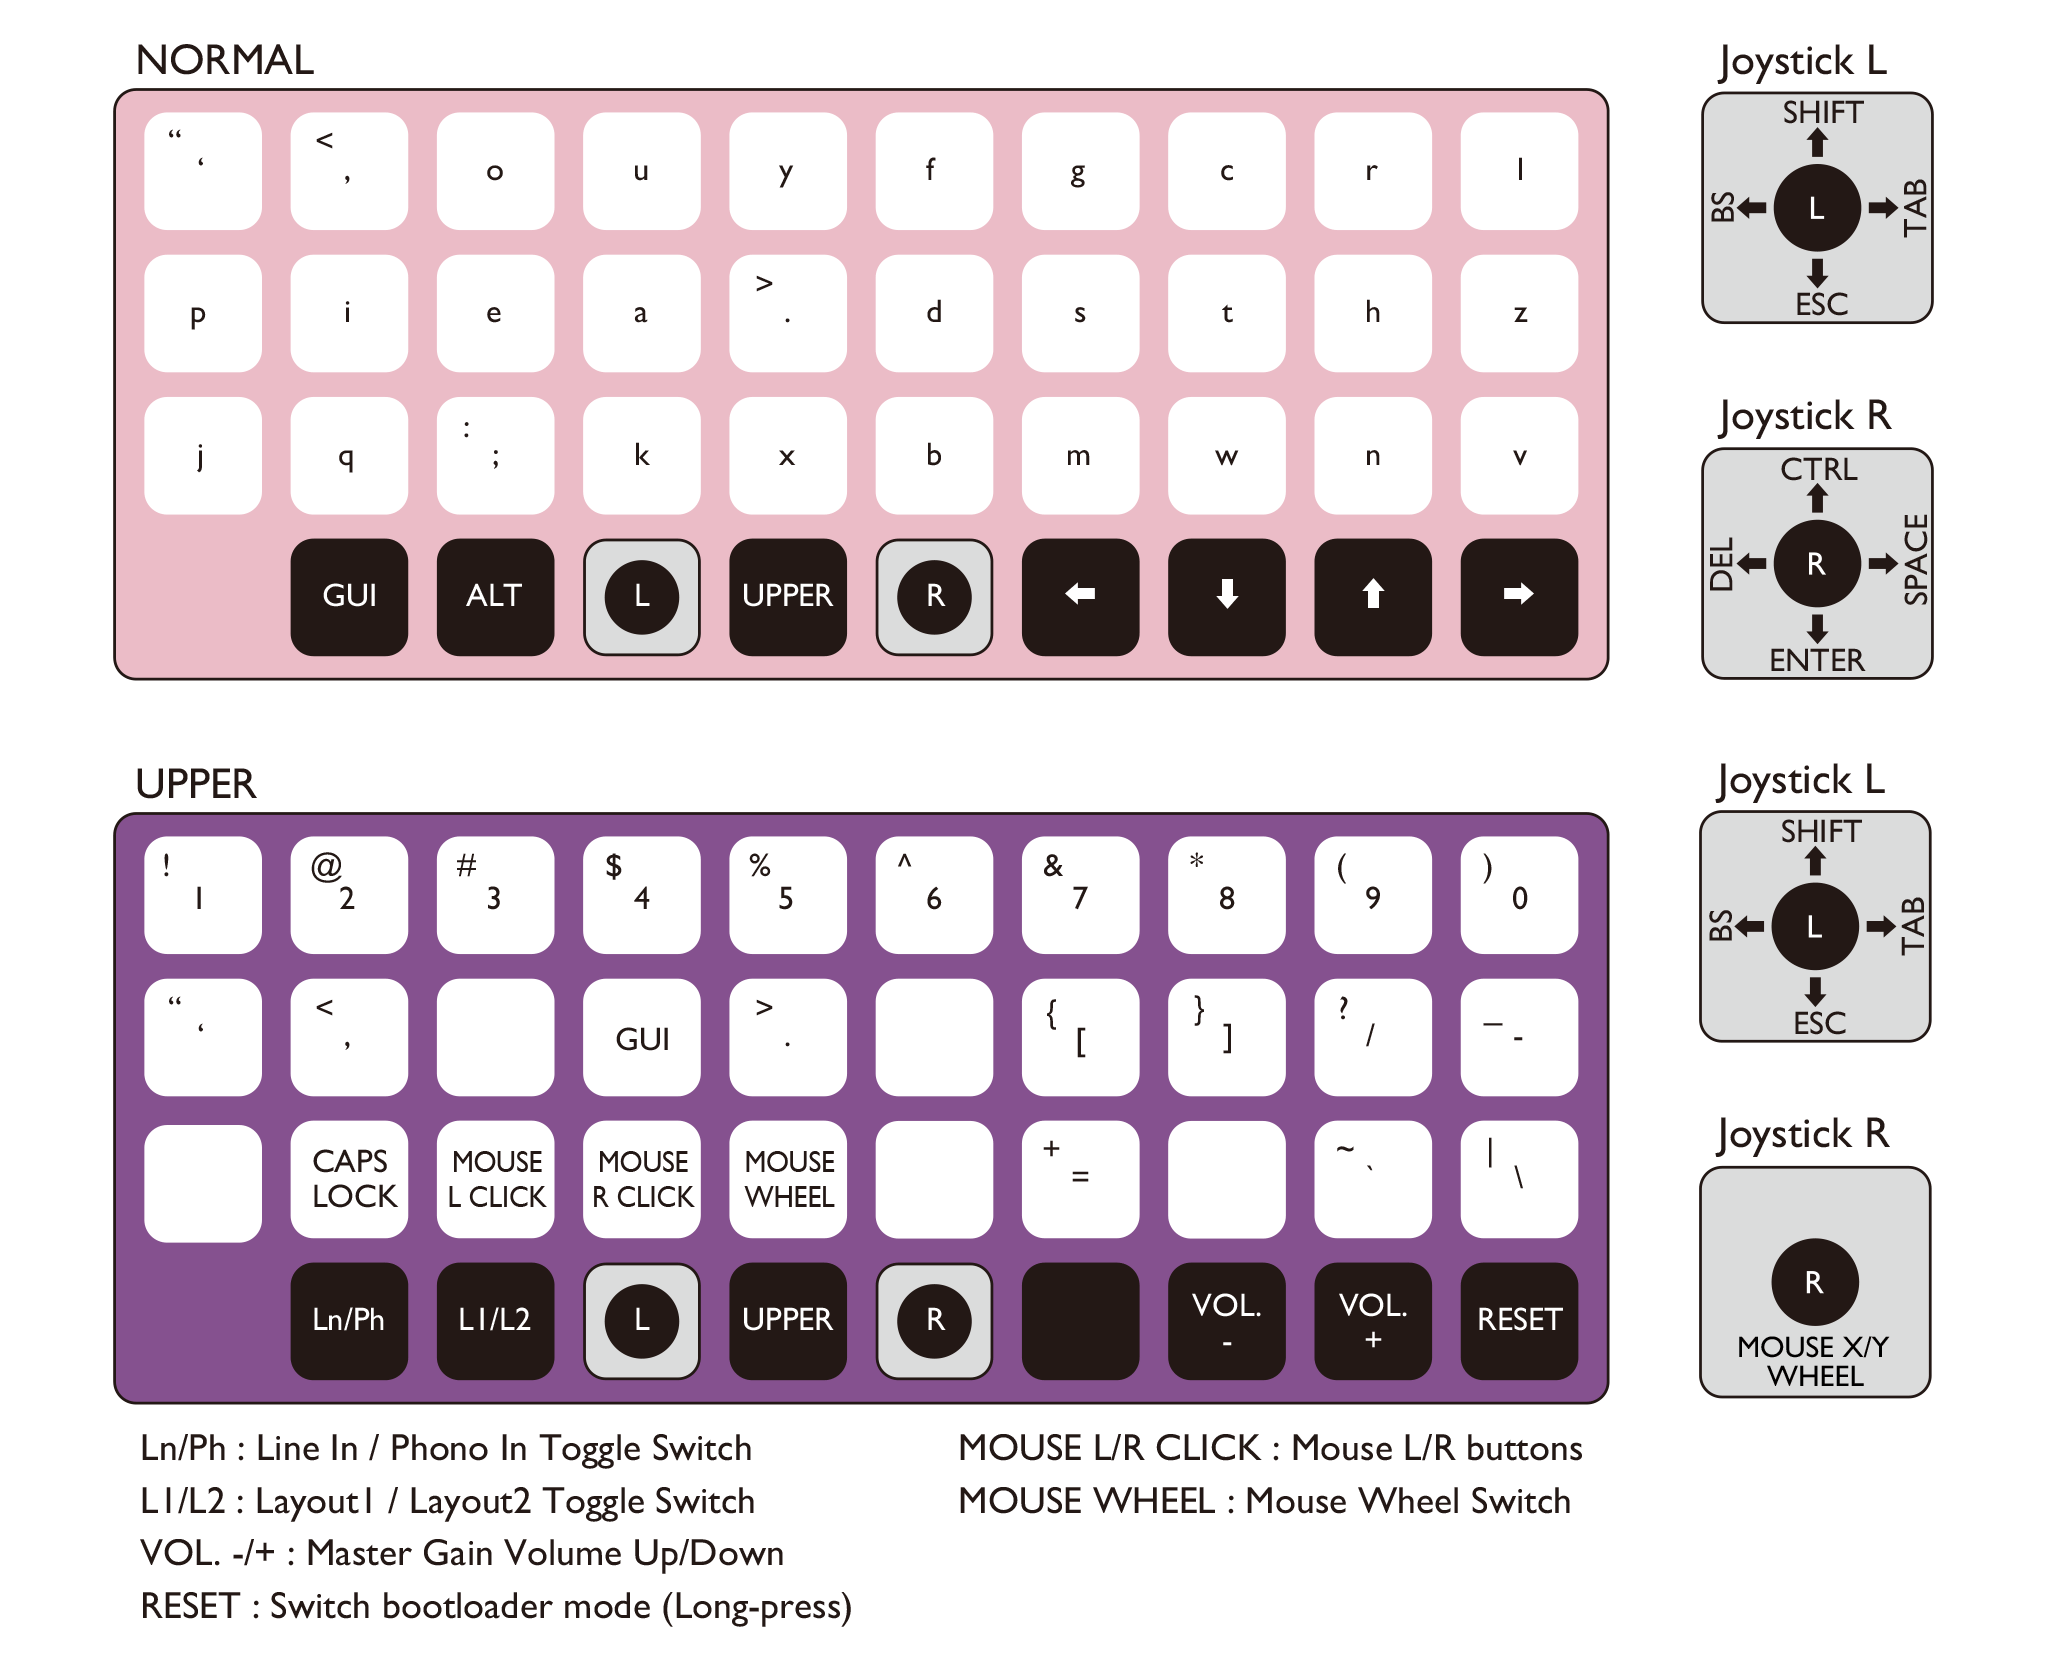 NORMAL
“ ‘ < , o u y f g c r l
p i e a > . d s t h z
j q : ; k x b m w n v
GUI ALT L UPPER R
Joystick L
SHIFT
BS L TAB
ESC
Joystick R
CTRL
DEL R SPACE
ENTER
UPPER
! 1 @ 2 # 3 $ 4 % 5 ^ 6 & 7 * 8 ( 9 ) 0
“ ‘ < , GUI > . { [ } ] ? / _ -
CAPS LOCK MOUSE L CLICK MOUSE R CLICK MOUSE WHEEL + = ~ ` | \
Ln/Ph L1/L2 L UPPER R VOL. - VOL. + RESET
Joystick L
SHIFT
BS L TAB
ESC
Joystick R
R
MOUSE X/Y
WHEEL
Ln/Ph : Line In / Phono In Toggle Switch
L1/L2 : Layout1 / Layout2 Toggle Switch
VOL. -/+ : Master Gain Volume Up/Down
RESET : Switch bootloader mode (Long-press)
MOUSE L/R CLICK : Mouse L/R buttons
MOUSE WHEEL : Mouse Wheel Switch